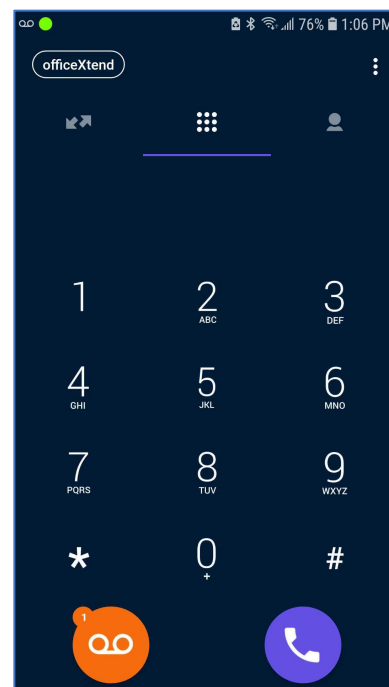 76% 1:06 PM
officeXtend
1 2 3
ABC DEF
4 5 6
GHI JKL MNO
7 8 9
PQRS TUV WXYZ
* 0 #
+
1